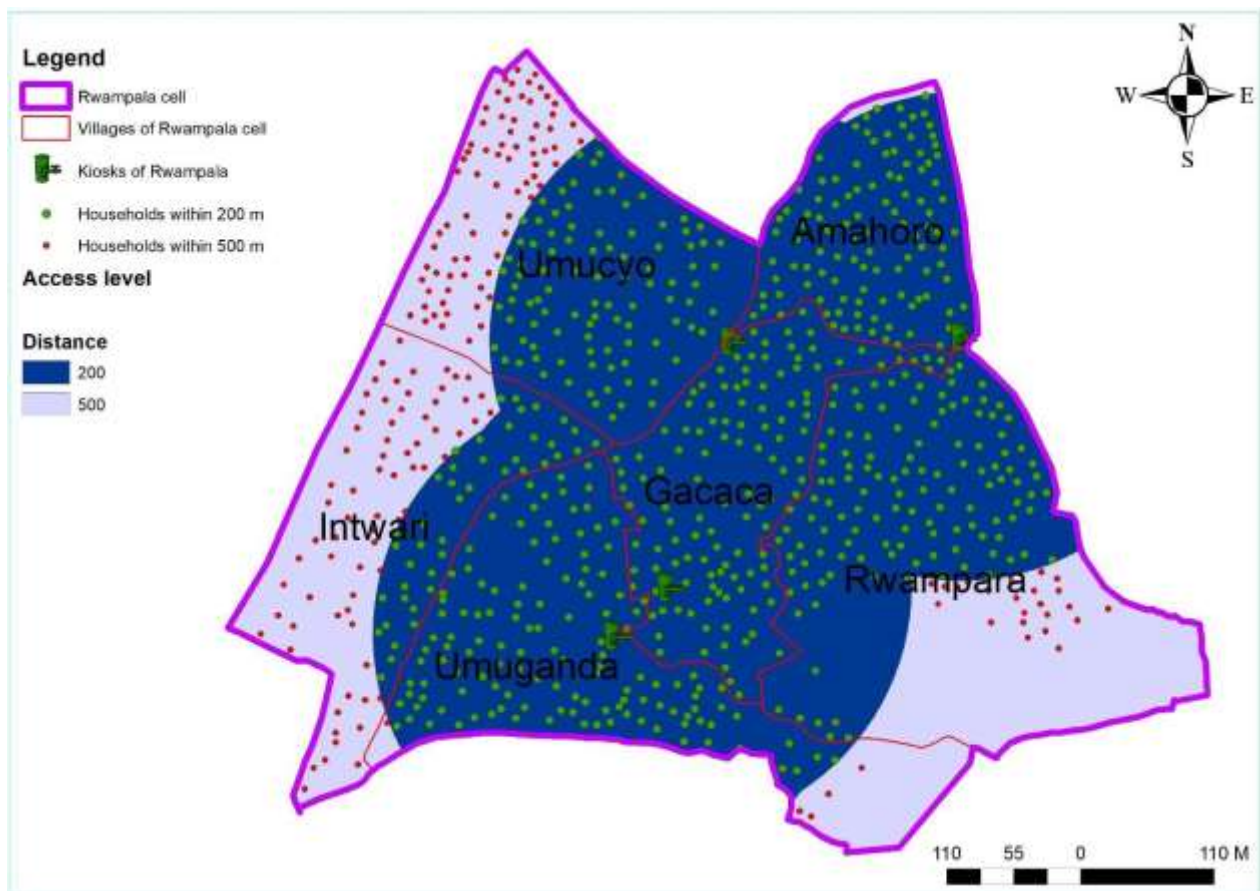 Legend
Rwampala cell
Villages of Rwampala cell
Kiosks of Rwampala
Households within 200 m
Households within 500 m
Access level
Distance
200
500
N
W E
S
Amahoro
Umucyo
Gacaca
Intwari
Rwampara
Umuganda
110 55 0 110 M